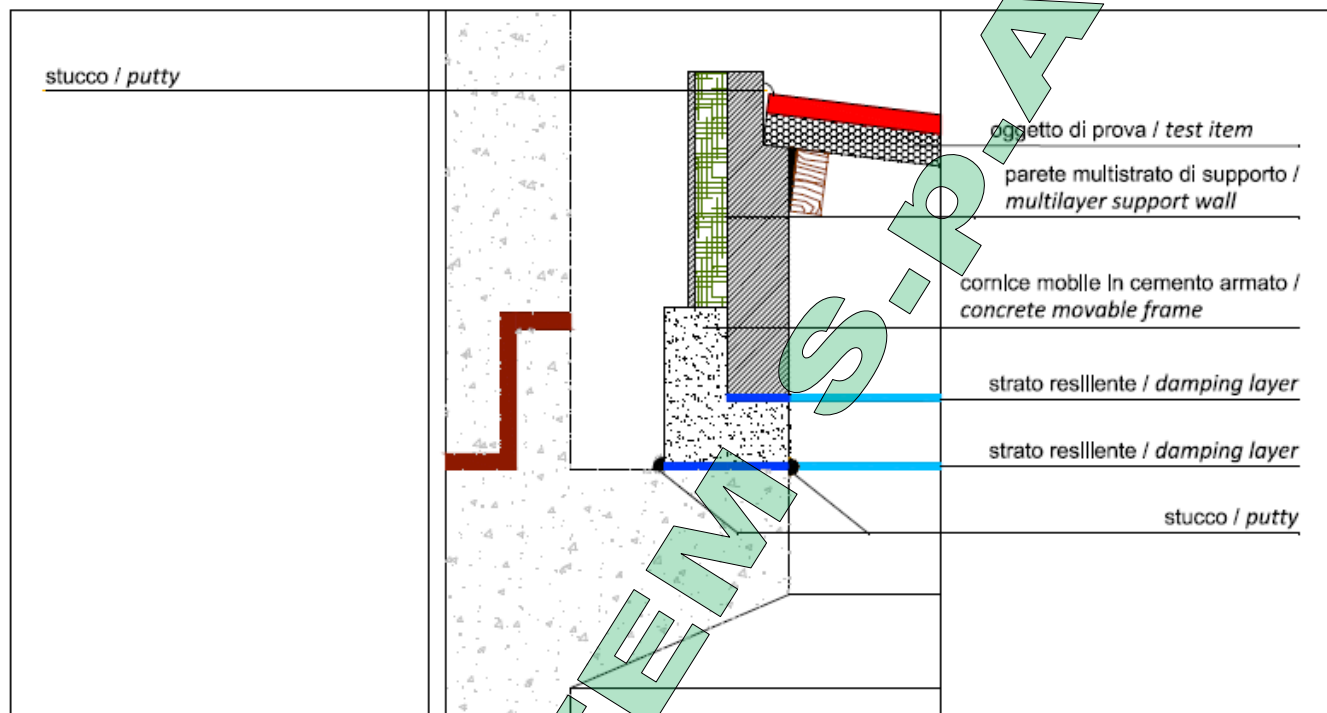 stucco / putty
oggetto di prova / test item
parete multistrato di supporto /
multilayer support wall
cornice mobile in cemento armato /
concrete movable frame
strato resiliente / damping layer
strato resiliente / damping layer
stucco / putty
EM S.p.A